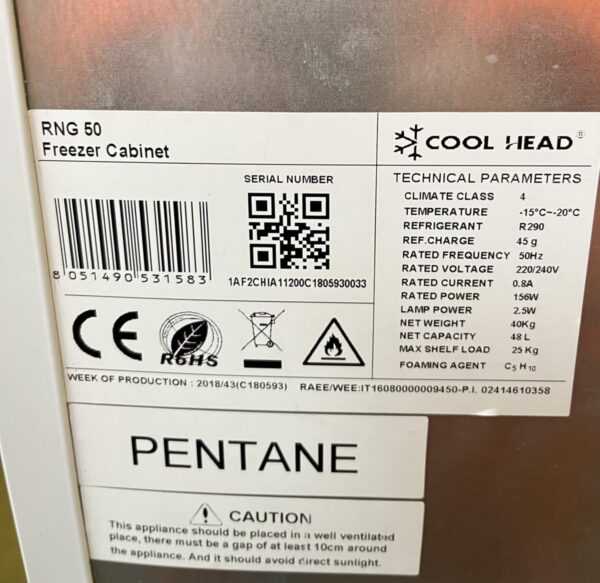 RNG 50
Freezer Cabinet
COOL HEAD®
SERIAL NUMBER
8 051490 531583
1AF2CHIA11200C1805930033
TECHNICAL PARAMETERS
CLIMATE CLASS 4
TEMPERATURE -15°C~-20°C
REFRIGERANT R290
REF.CHARGE 45 g
RATED FREQUENCY 50Hz
RATED VOLTAGE 220/240V
RATED CURRENT 0.8A
RATED POWER 156W
LAMP POWER 2.5W
NET WEIGHT 40Kg
NET CAPACITY 48 L
MAX SHELF LOAD 25 Kg
FOAMING AGENT C₅H₁₀
CE
RoHS
WEEK OF PRODUCTION : 2018/43(C180593) RAEE/WEE:IT16080000009450-P.I. 02414610358
PENTANE
CAUTION
This appliance should be placed in a well ventilated
place, there must be a gap of at least 10cm around
the appliance. And it should avoid direct sunlight.